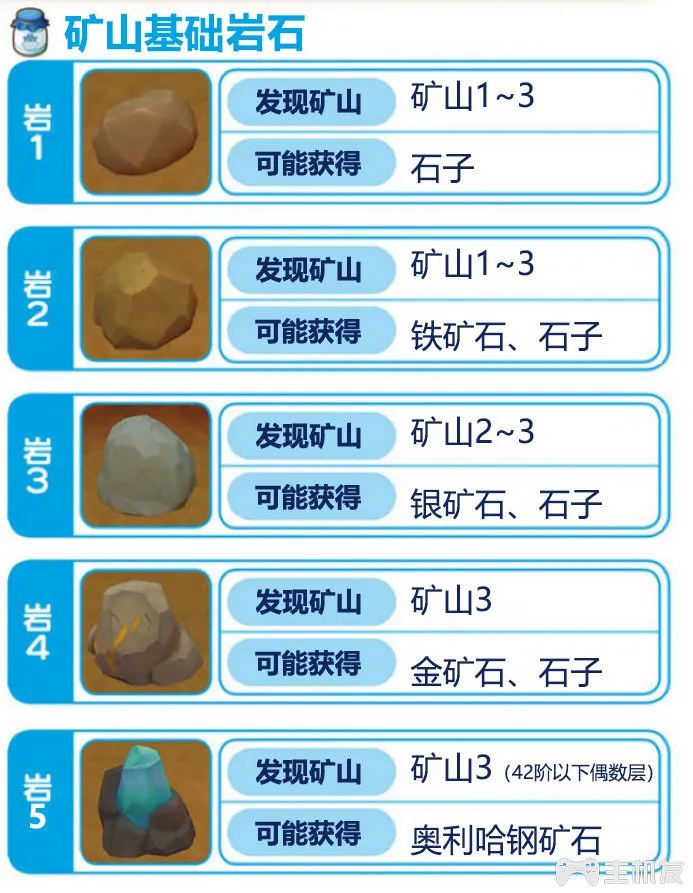 矿山基础岩石
岩1
发现矿山 矿山1~3
可能获得 石子
岩2
发现矿山 矿山1~3
可能获得 铁矿石、石子
岩3
发现矿山 矿山2~3
可能获得 银矿石、石子
岩4
发现矿山 矿山3
可能获得 金矿石、石子
岩5
发现矿山 矿山3（42阶以下偶数层）
可能获得 奥利哈钢矿石
主机友